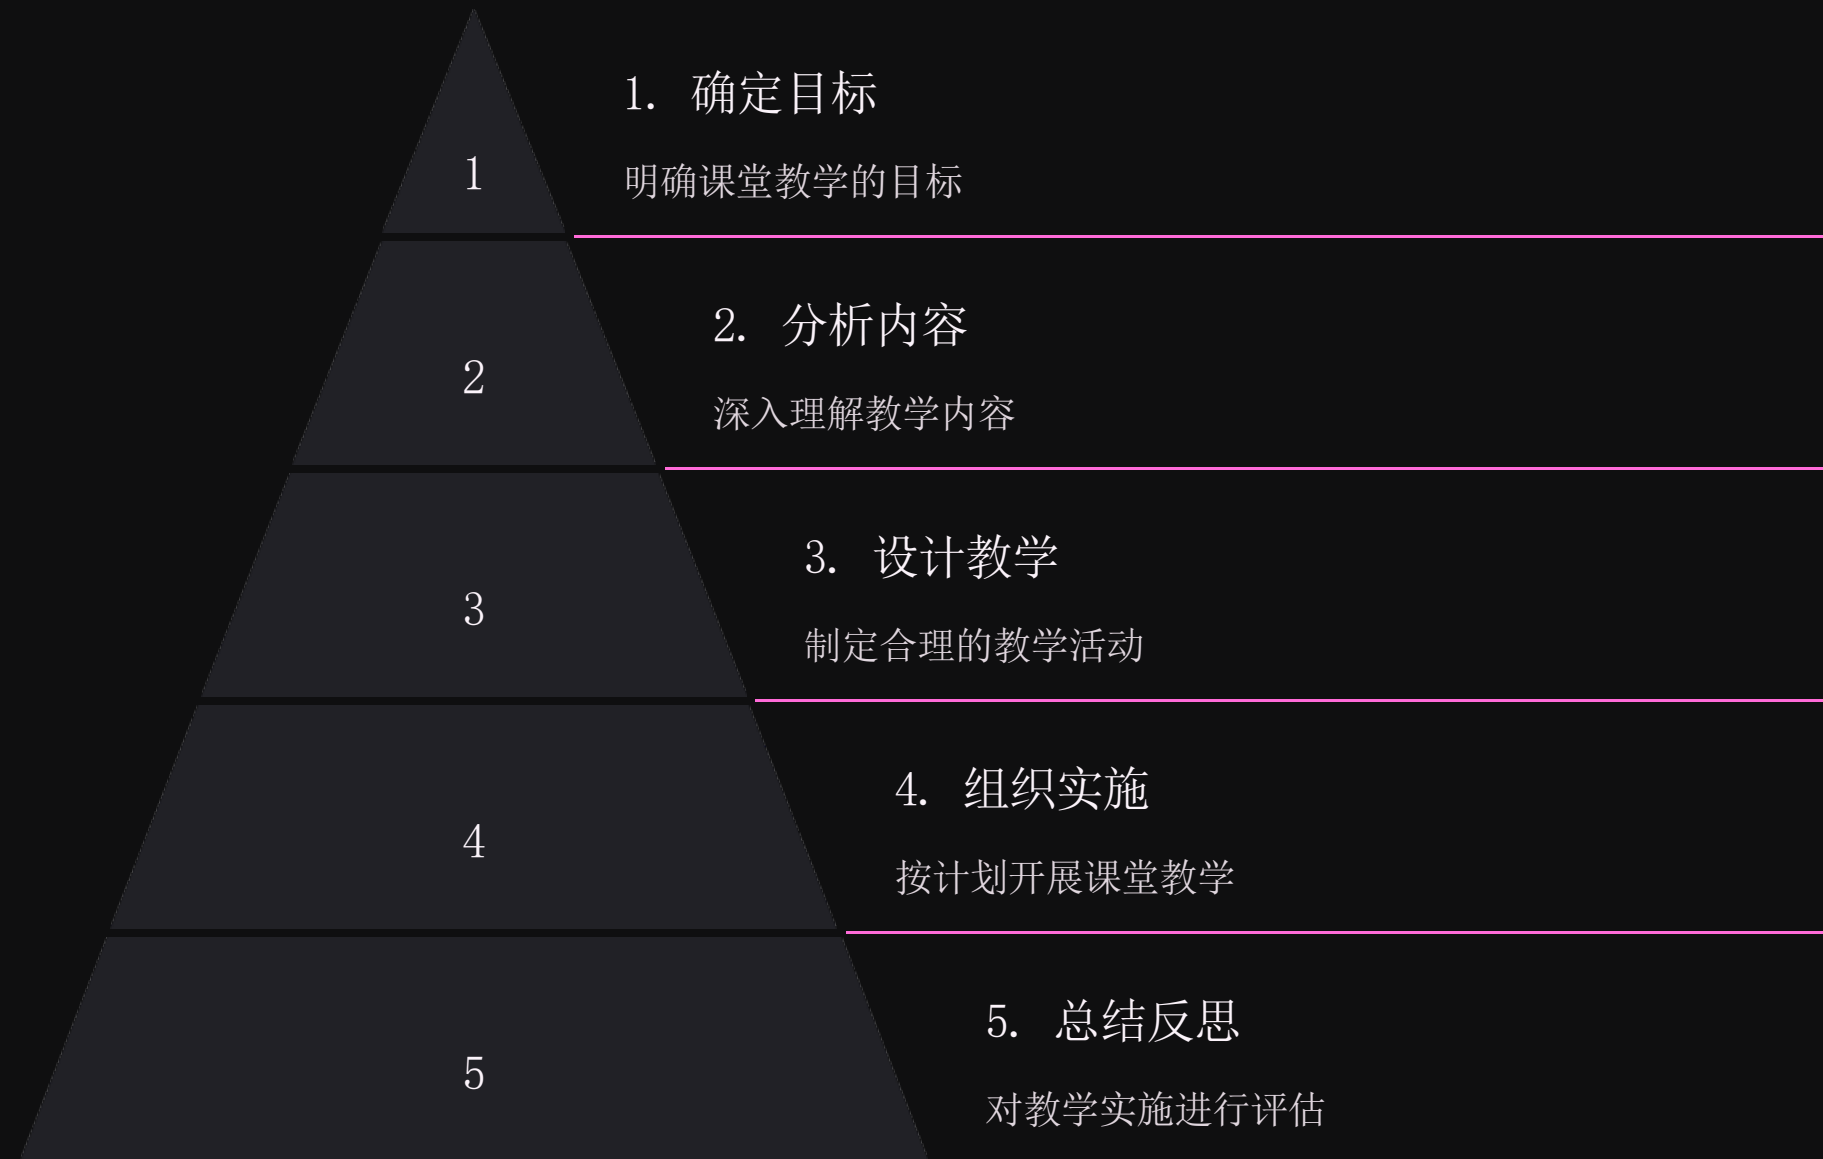 1
1. 确定目标
明确课堂教学的目标
2
2. 分析内容
深入理解教学内容
3
3. 设计教学
制定合理的教学活动
4
4. 组织实施
按计划开展课堂教学
5
5. 总结反思
对教学实施进行评估